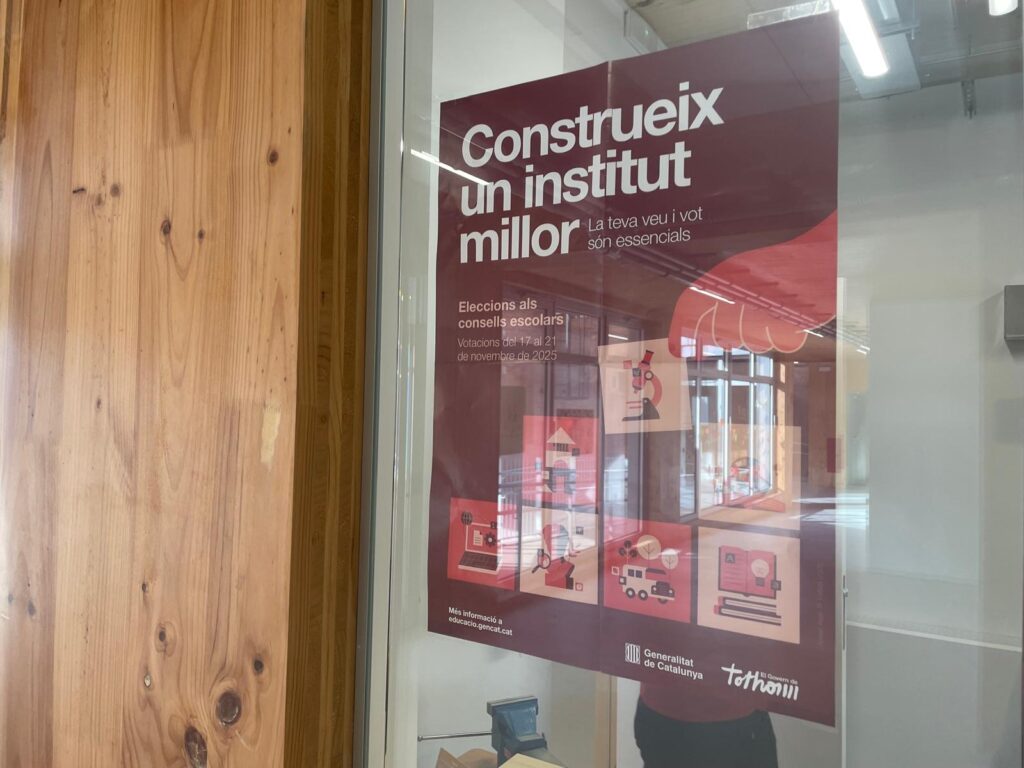 Construeix
un institut
millor
La teva veu i vot
són essencials
Eleccions als
consells escolars
Votacions del 17 al 21
de novembre de 2025
Més informació a
educacio.gencat.cat
Generalitat
de Catalunya
El Govern de
tothom
A